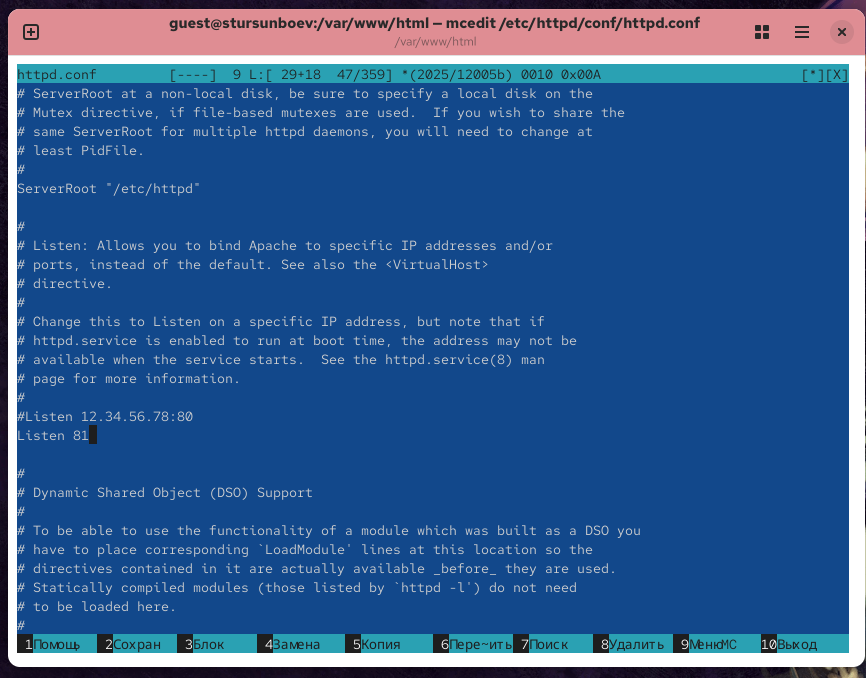 guest@stursunboev:/var/www/html — mcedit /etc/httpd/conf/httpd.conf
/var/www/html
httpd.conf         [----]  9 L:[ 29+18  47/359] *(2025/12005b) 0010 0x00A                         [*][X]
# ServerRoot at a non-local disk, be sure to specify a local disk on the
# Mutex directive, if file-based mutexes are used.  If you wish to share the
# same ServerRoot for multiple httpd daemons, you will need to change at
# least PidFile.
#
ServerRoot "/etc/httpd"
#
# Listen: Allows you to bind Apache to specific IP addresses and/or
# ports, instead of the default. See also the <VirtualHost>
# directive.
#
# Change this to Listen on a specific IP address, but note that if
# httpd.service is enabled to run at boot time, the address may not be
# available when the service starts.  See the httpd.service(8) man
# page for more information.
#
#Listen 12.34.56.78:80
Listen 81
#
# Dynamic Shared Object (DSO) Support
#
# To be able to use the functionality of a module which was built as a DSO you
# have to place corresponding `LoadModule' lines at this location so the
# directives contained in it are actually available _before_ they are used.
# Statically compiled modules (those listed by `httpd -l') do not need
# to be loaded here.
#
1Помощь 2Сохран 3Блок 4Замена 5Копия 6Пере~ить 7Поиск 8Удалить 9МенюMC 10Выход